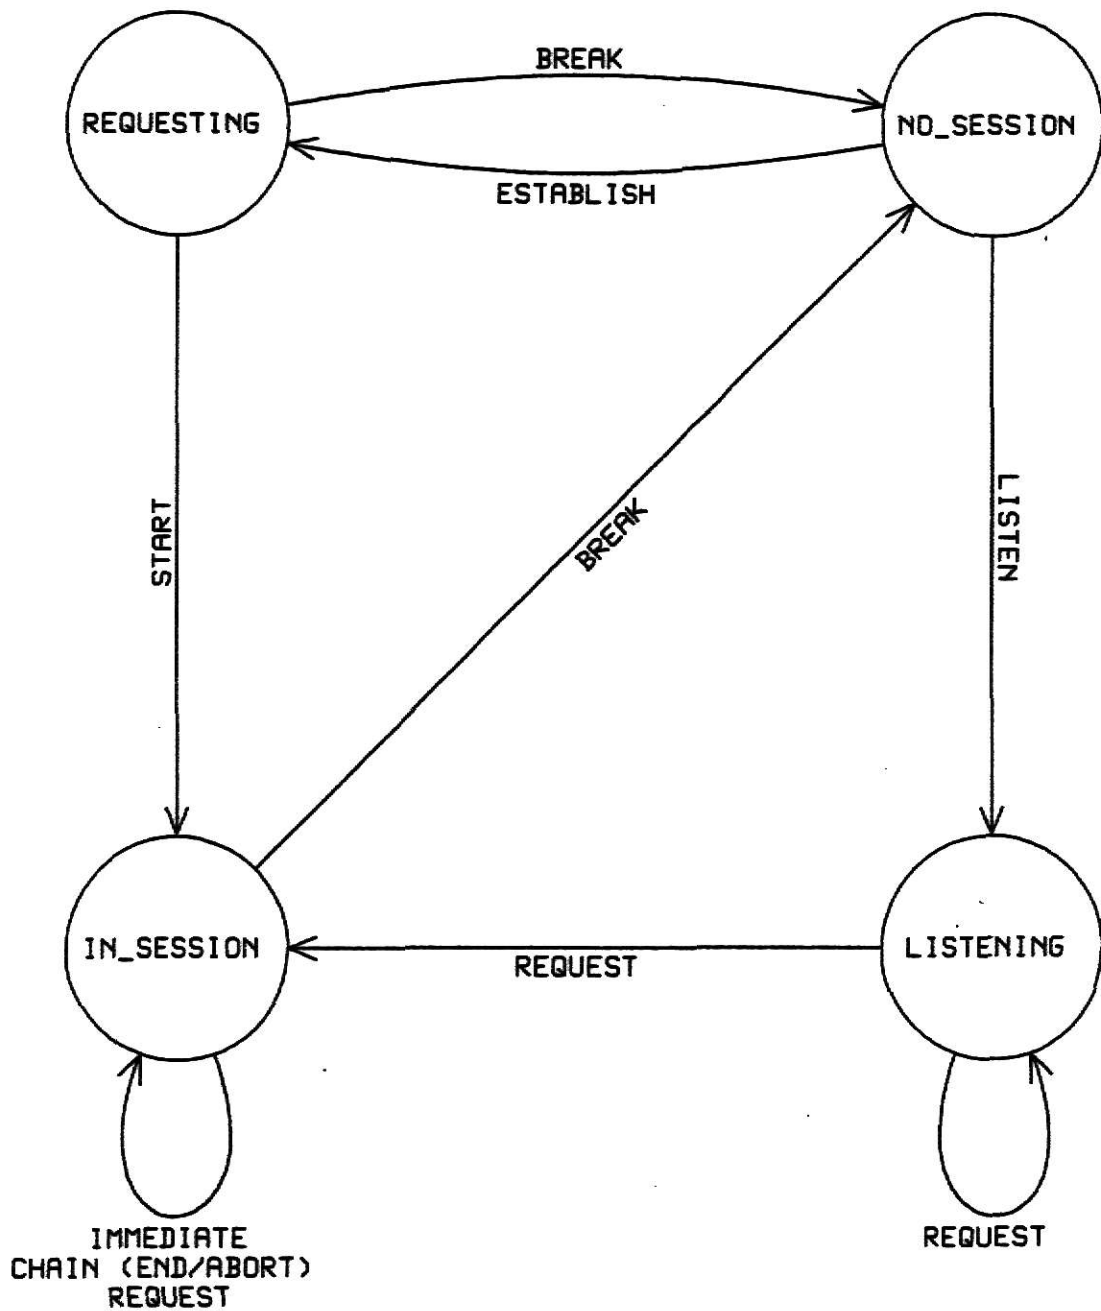 BREAK
REQUESTING
NO_SESSION
ESTABLISH
START
LISTEN
BREAK
IN_SESSION
LISTENING
REQUEST
IMMEDIATE
CHAIN (END/ABORT)
REQUEST
REQUEST